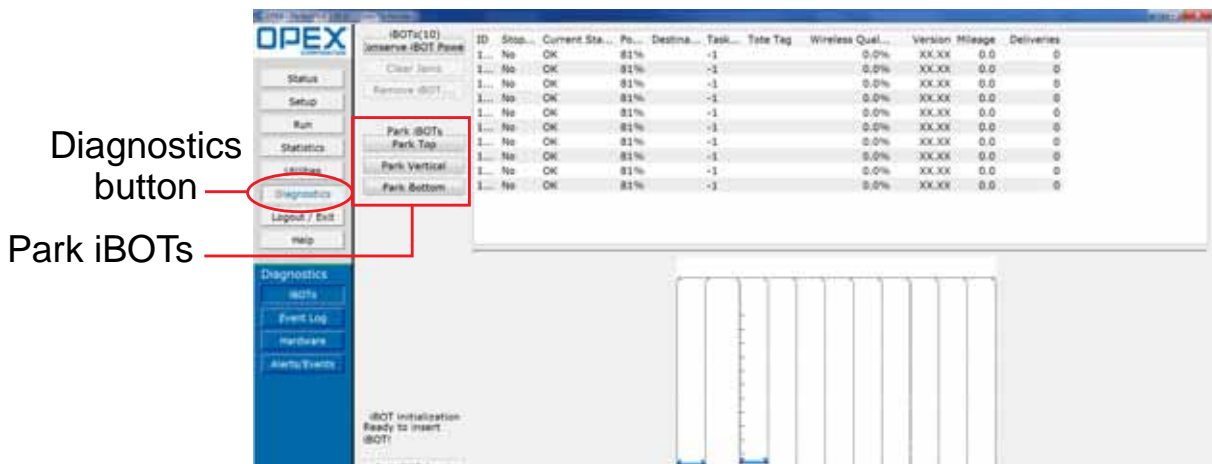 OPEX
CORPORATION
Status
Setup
Run
Statistics
Utilities
Diagnostics
Logout / Exit
Help
Diagnostics
iBOTs
Event Log
Hardware
Alerts/Events
iBOTs(10)
Conserve iBOT Powe
Clear Jams
Remove iBOT...
Park iBOTs
Park Top
Park Vertical
Park Bottom
iBOT initialization
Ready to insert
iBOT!
ID Stop... Current Sta... Po... Destina... Task... Tote Tag Wireless Qual... Version Mileage Deliveries
1... No OK 81% -1 0.0% XX.XX 0.0 0
1... No OK 81% -1 0.0% XX.XX 0.0 0
1... No OK 81% -1 0.0% XX.XX 0.0 0
1... No OK 81% -1 0.0% XX.XX 0.0 0
1... No OK 81% -1 0.0% XX.XX 0.0 0
1... No OK 81% -1 0.0% XX.XX 0.0 0
1... No OK 81% -1 0.0% XX.XX 0.0 0
1... No OK 81% -1 0.0% XX.XX 0.0 0
1... No OK 81% -1 0.0% XX.XX 0.0 0
1... No OK 81% -1 0.0% XX.XX 0.0 0
Diagnostics
button
Park iBOTs